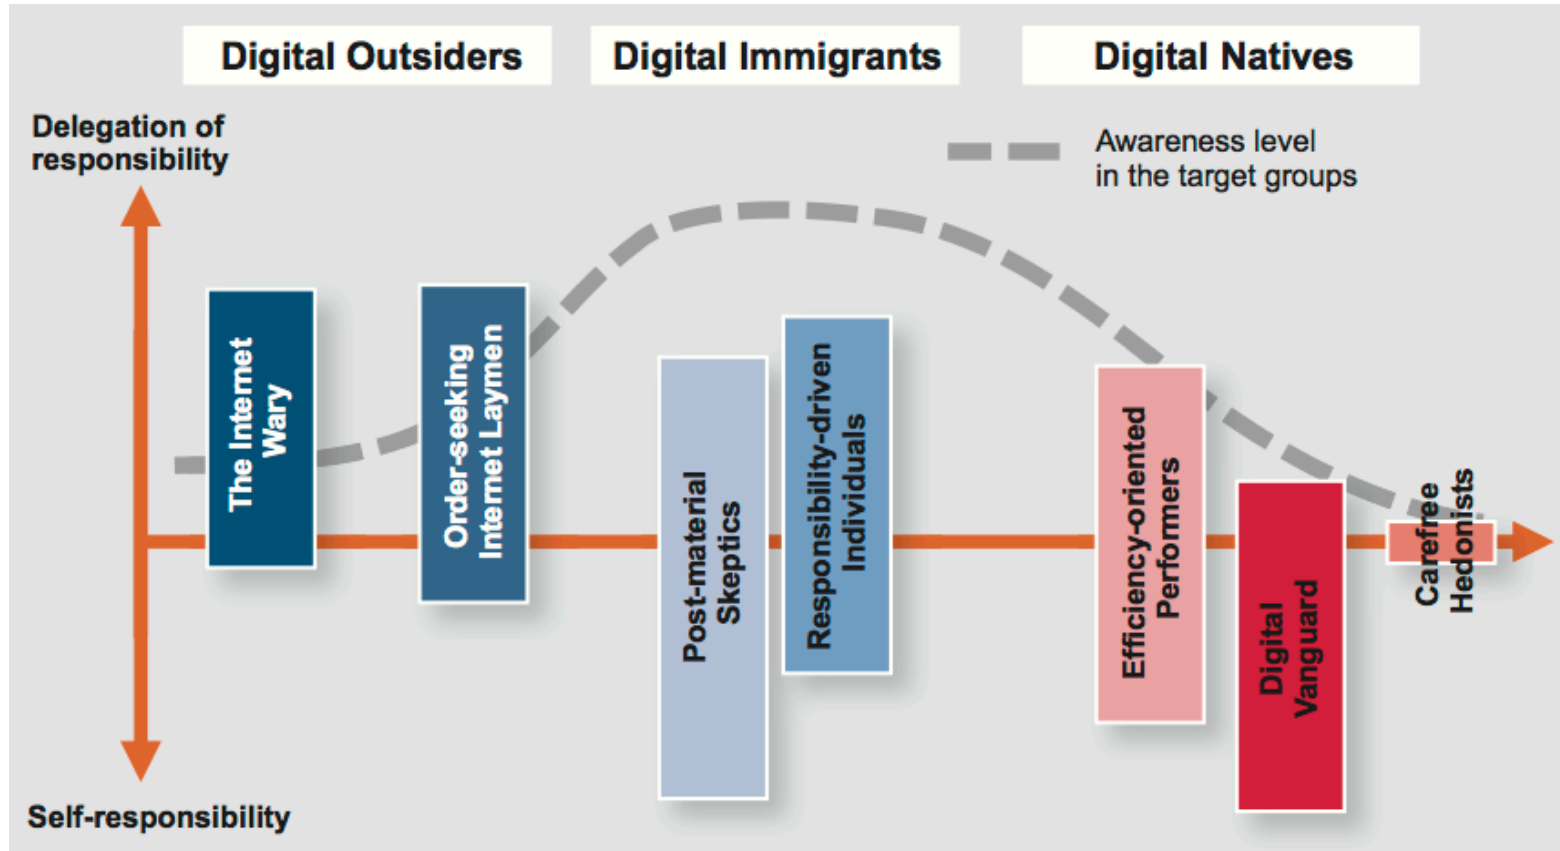 Digital Outsiders
Digital Immigrants
Digital Natives
Delegation of
responsibility
Awareness level
in the target groups
The Internet
Wary
Order-seeking
Internet Laymen
Post-material
Skeptics
Responsibility-driven
Individuals
Efficiency-oriented
Performers
Digital
Vanguard
Carefree
Hedonists
Self-responsibility